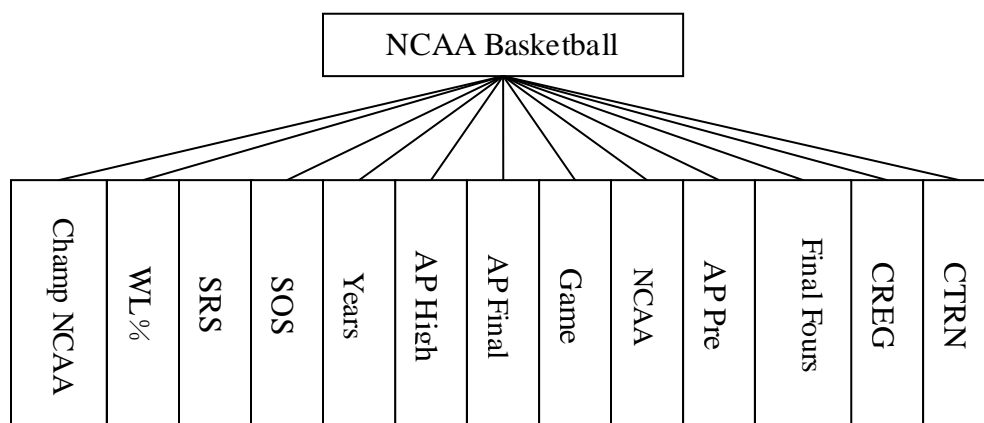 NCAA Basketball
Champ NCAA
WL%
SRS
SOS
Years
AP High
AP Final
Game
NCAA
AP Pre
Final Fours
CREG
CTRN